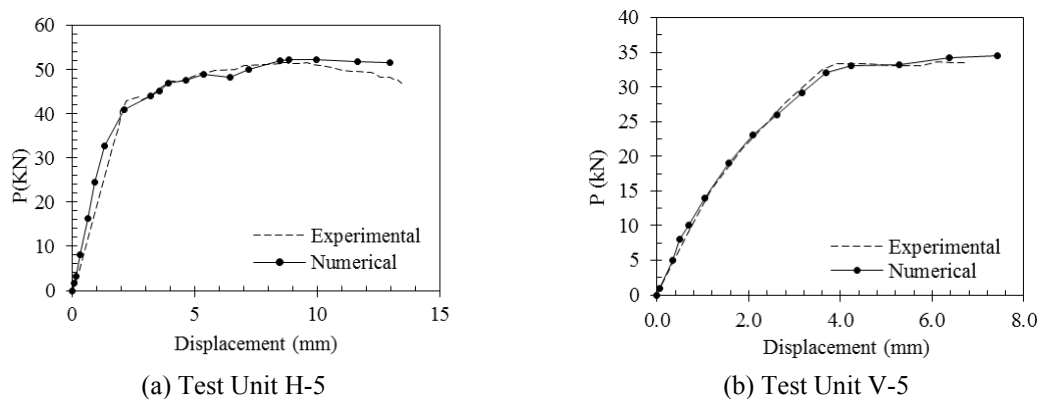 60
50
40
30
20
10
0
P(KN)
0
5
10
15
Displacement (mm)
Experimental
Numerical
(a) Test Unit H-5
40
35
30
25
20
15
10
5
0
P (kN)
0.0
2.0
4.0
6.0
8.0
Displacement (mm)
Experimental
Numerical
(b) Test Unit V-5